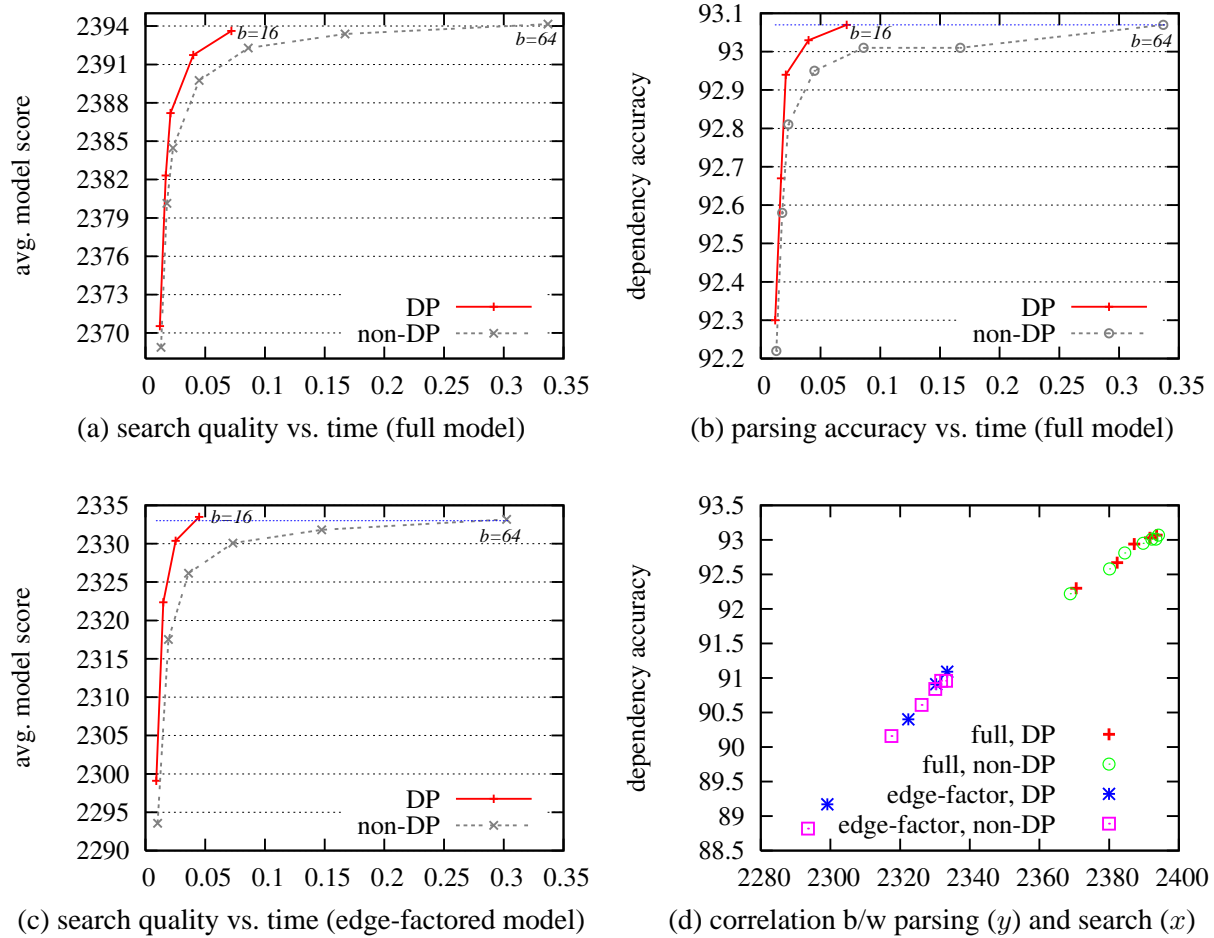 2394
2391
2388
2385
2382
2379
2376
2373
2370
avg. model score
b=16
b=64
DP
non-DP
0 0.05 0.1 0.15 0.2 0.25 0.3 0.35
(a) search quality vs. time (full model)
93.1
93
92.9
92.8
92.7
92.6
92.5
92.4
92.3
92.2
dependency accuracy
b=16
b=64
DP
non-DP
0 0.05 0.1 0.15 0.2 0.25 0.3 0.35
(b) parsing accuracy vs. time (full model)
2335
2330
2325
2320
2315
2310
2305
2300
2295
2290
avg. model score
b=16
b=64
DP
non-DP
0 0.05 0.1 0.15 0.2 0.25 0.3 0.35
(c) search quality vs. time (edge-factored model)
93.5
93
92.5
92
91.5
91
90.5
90
89.5
89
88.5
dependency accuracy
full, DP
full, non-DP
edge-factor, DP
edge-factor, non-DP
2280 2300 2320 2340 2360 2380 2400
(d) correlation b/w parsing (y) and search (x)